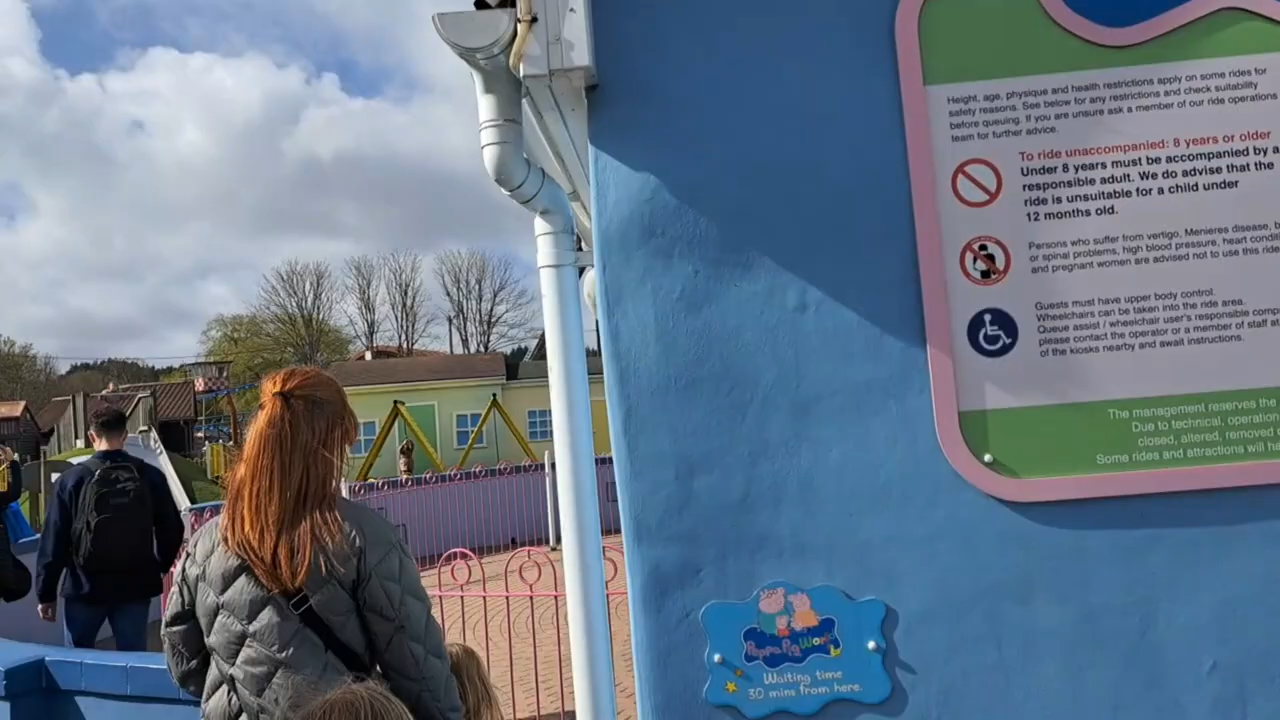 Height, age, physique and health restrictions apply on some rides for
safety reasons. See below for any restrictions and check suitability
before queuing. If you are unsure ask a member of our ride operations
team for further advice.
To ride unaccompanied: 8 years or older
Under 8 years must be accompanied by a
responsible adult. We do advise that the
ride is unsuitable for a child under
12 months old.
Persons who suffer from vertigo, Menieres disease, b
or spinal problems, high blood pressure, heart condit
and pregnant women are advised not to use this ride
Guests must have upper body control.
Wheelchairs can be taken into the ride area.
Queue assist / wheelchair user's responsible comp
please contact the operator or a member of staff at
of the kiosks nearby and await instructions.
The management reserves the
Due to technical, operation
closed, altered, removed
Some rides and attractions will ha
Peppa Pig World
Waiting time
30 mins from here.